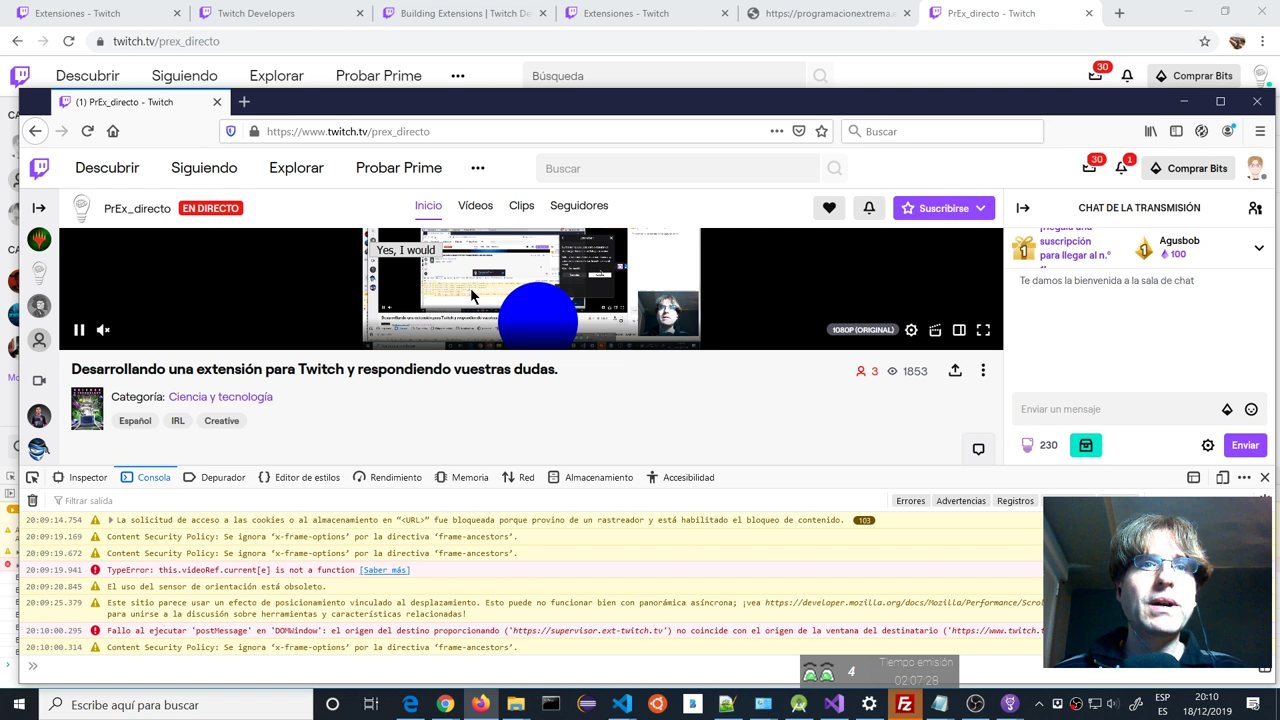 Extensiones - Twitch
Twitch Developers
Building Extensions | Twitch De
Extensiones - Twitch
https://programacionextrema.
PrEx_directo - Twitch
twitch.tv/prex_directo
Descubrir Siguiendo Explorar Probar Prime ••• Búsqueda 30 Comprar Bits
(1) PrEx_directo - Twitch
https://www.twitch.tv/prex_directo
Buscar
Descubrir Siguiendo Explorar Probar Prime ••• Buscar 30 1 Comprar Bits
PrEx_directo EN DIRECTO Inicio Vídeos Clips Seguidores Suscribirse
CHAT DE LA TRANSMISIÓN
¡Regala una
suscripción
para llegar al n.º
Agusbob
100
Te damos la bienvenida a la sala de chat
s, I would
1080P (ORIGINAL)
Desarrollando una extensión para Twitch y respondiendo vuestras dudas.
3 1853
Categoría: Ciencia y tecnología
Español IRL Creative
Enviar un mensaje
230 Enviar
Inspector Consola Depurador Editor de estilos Rendimiento Memoria Red Almacenamiento Accesibilidad
Filtrar salida Errores Advertencias Registros
20:09:14.754 La solicitud de acceso a las cookies o al almacenamiento en “<URL>” fue bloqueada porque provino de un rastreador y está habilitado el bloqueo de contenido. 103
20:09:19.169 Content Security Policy: Se ignora ‘x-frame-options’ por la directiva ‘frame-ancestors’.
20:09:19.672 Content Security Policy: Se ignora ‘x-frame-options’ por la directiva ‘frame-ancestors’.
20:09:19.941 TypeError: this.videoRef.current[e] is not a function [Saber más]
20:09:20.845 El uso del sensor de orientación está obsoleto.
20:09:25.379 Este sitio parece usar un efecto de posicionamiento vinculado al desplazamiento. Esto puede no funcionar bien con panorámica asíncrona; ¡vea https://developer.mozilla.org/docs/Mozilla/Performance/Scro
para unirse a la discusión sobre herramientas y características relacionadas!
20:10:00.295 Fallo al ejecutar ‘postMessage’ en ‘DOMWindow’: el origen del destino proporcionando (‘https://supervisor.ext-twitch.tv’) no coincide con el origen de la ventana del destinatario (‘https://www.twitch.t
20:10:00.314 Content Security Policy: Se ignora ‘x-frame-options’ por la directiva ‘frame-ancestors’.
4 Tiempo emisión
02:07:28
Escribe aquí para buscar
ESP
ES
20:10
18/12/2019